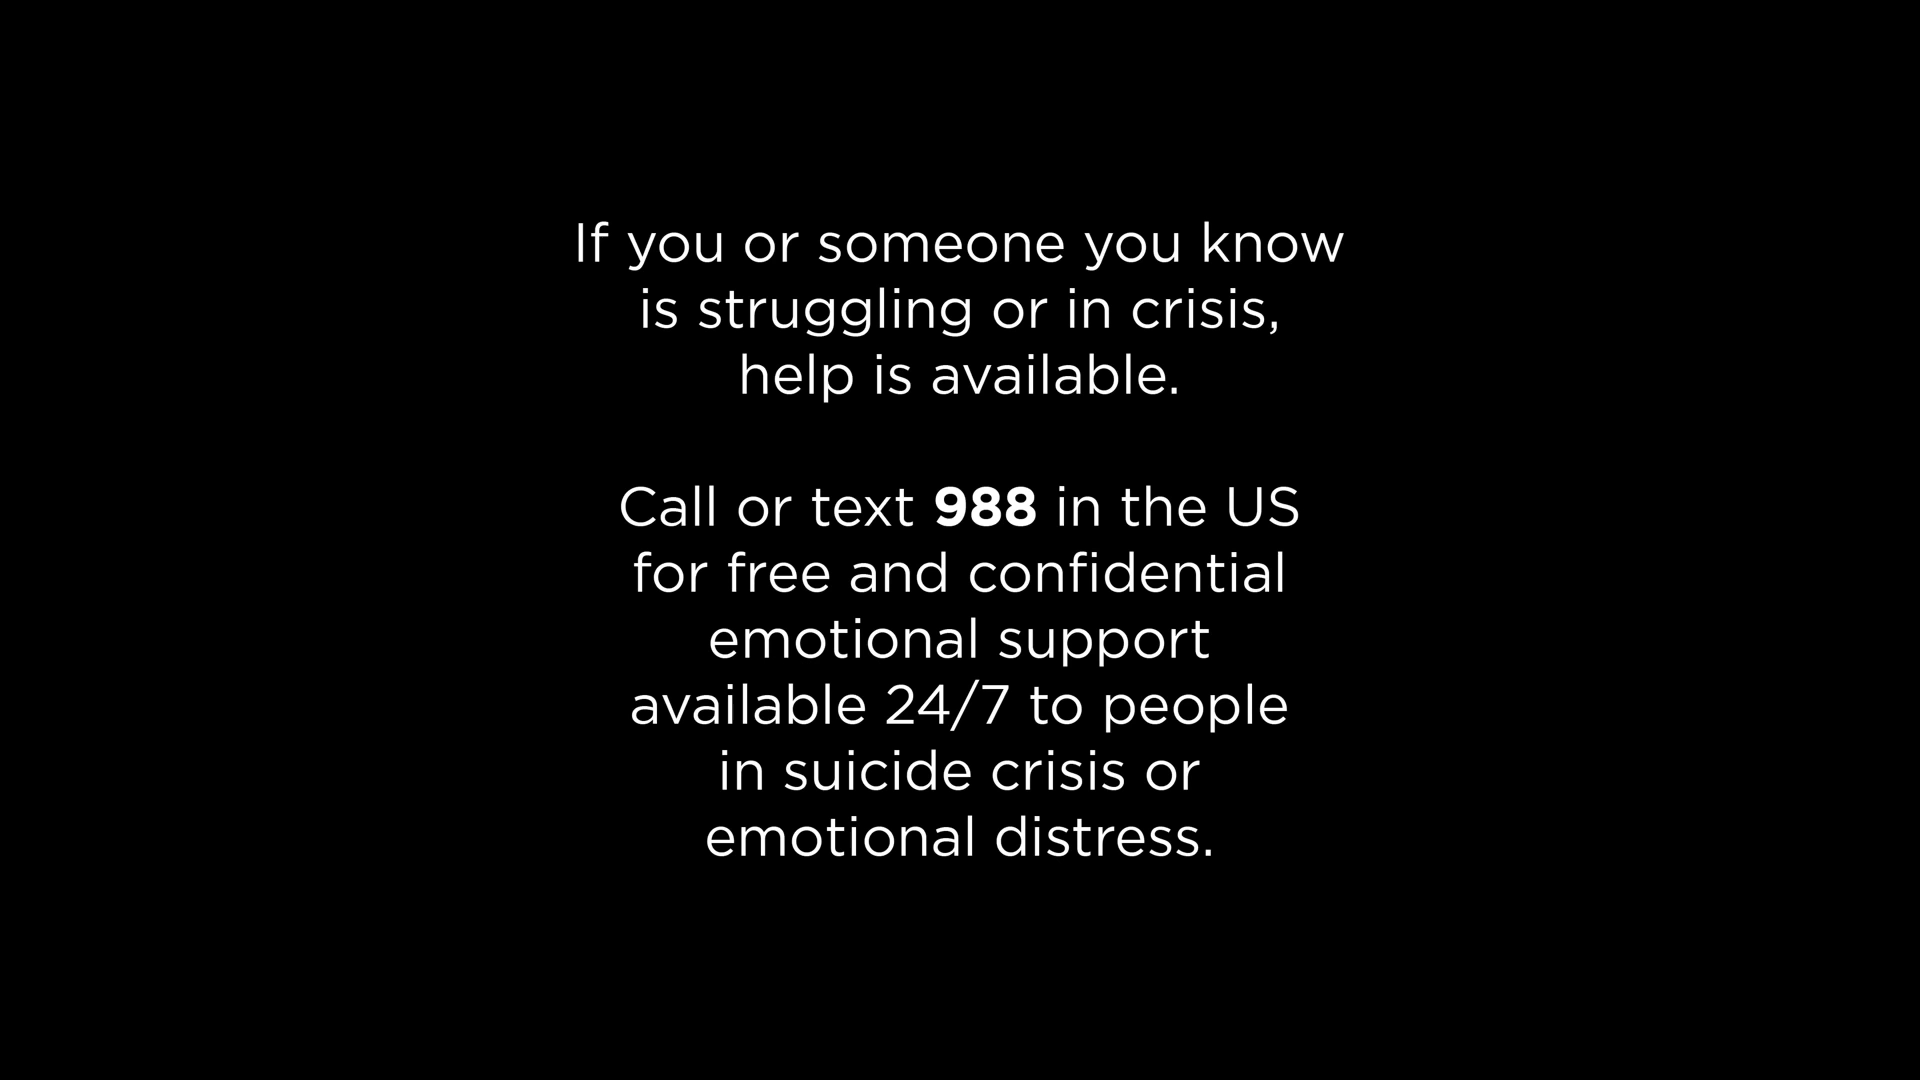 If you or someone you know
is struggling or in crisis,
help is available.
Call or text 988 in the US
for free and confidential
emotional support
available 24/7 to people
in suicide crisis or
emotional distress.